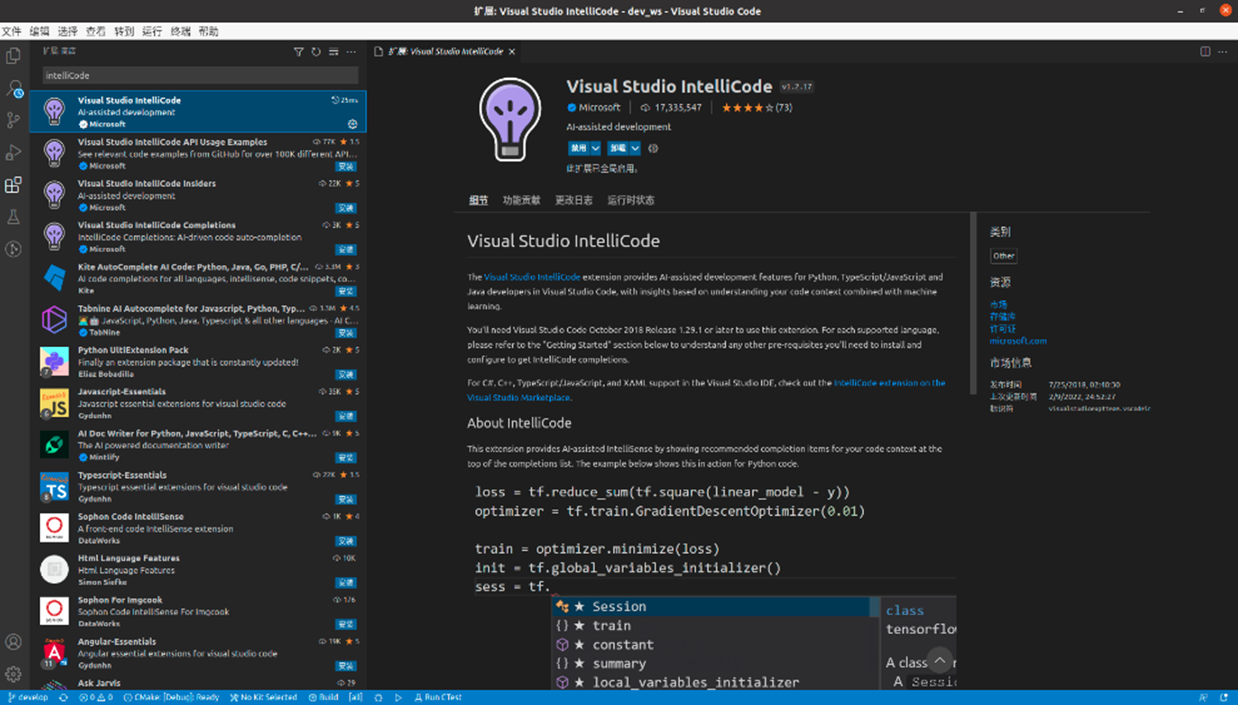 扩展: Visual Studio IntelliCode - dev_ws - Visual Studio Code
文件 编辑 选择 查看 转到 运行 终端 帮助
扩展: 商店
intelliCode
Visual Studio IntelliCode 25ms
AI-assisted development
Microsoft
Visual Studio IntelliCode API Usage Examples 77K 3.5
See relevant code examples from GitHub for over 100K different API...
Microsoft 安装
Visual Studio IntelliCode Insiders 22K 5
AI-assisted development
Microsoft 安装
Visual Studio IntelliCode Completions 3K 5
IntelliCode Completions: AI-driven code auto-completion
Microsoft 安装
Kite AutoComplete AI Code: Python, Java, Go, PHP, C/... 3.3M 3
AI code completions for all languages, intellisense, code snippets, co...
Kite 安装
Tabnine AI Autocomplete for Javascript, Python, Typ... 4.5
JavaScript, Python, Java, Typescript & all other languages - AI C...
TabNine 安装
Python UltiExtension Pack 2K 5
Finally an extension package that is constantly updated!
Eliaz Bobadilla 安装
7
Javascript-Essentials 35K 5
Javascript essential extensions for visual studio code
Gydunhn 安装
JS
6
AI Doc Writer for Python, JavaScript, TypeScript, C, C++... 9K 5
The AI powered documentation writer
Mintlify 安装
Typescript-Essentials 27K 3.5
Typescript essential extensions for visual studio code
Gydunhn 安装
TS
8
Sophon Code IntelliSense 1K 4
A front-end code IntelliSense extension
DataWorks 安装
Html Language Features 10K
Html Language Features
Simon Siefke 安装
Sophon For Imgcook 126
Sophon Code IntelliSense For Imgcook
DataWorks 安装
Angular-Essentials 19K 5
Angular essential extensions for visual studio code
Gydunhn 安装
11
Ask Jarvis 29
扩展: Visual Studio IntelliCode
Visual Studio IntelliCode v1.2.17
Microsoft 17,335,547 (73)
AI-assisted development
禁用 卸载
此扩展已全局启用。
细节 功能贡献 更改日志 运行时状态
Visual Studio IntelliCode
The Visual Studio IntelliCode extension provides AI-assisted development features for Python, TypeScript/JavaScript and
Java developers in Visual Studio Code, with insights based on understanding your code context combined with machine
learning.
You'll need Visual Studio Code October 2018 Release 1.29.1 or later to use this extension. For each supported language,
please refer to the "Getting Started" section below to understand any other pre-requisites you'll need to install and
configure to get IntelliCode completions.
For C#, C++, TypeScript/JavaScript, and XAML support in the Visual Studio IDE, check out the IntelliCode extension on the
Visual Studio Marketplace.
About IntelliCode
This extension provides AI-assisted IntelliSense by showing recommended completion items for your code context at the
top of the completions list. The example below shows this in action for Python code.
loss = tf.reduce_sum(tf.square(linear_model - y))
optimizer = tf.train.GradientDescentOptimizer(0.01)
train = optimizer.minimize(loss)
init = tf.global_variables_initializer()
sess = tf.
Session
train
constant
summary
local_variables_initializer
class
tensorflow
A class
A Sessi
类别
Other
资源
市场
存储库
许可证
microsoft.com
市场信息
发布时间 7/25/2018, 02:40:30
上次更新时间 2/9/2022, 24:52:27
标识符 visualstudioexptteam.vscodein
develop 0 0 CMake: [Debug]: Ready No Kit Selected Build [all] Run CTest